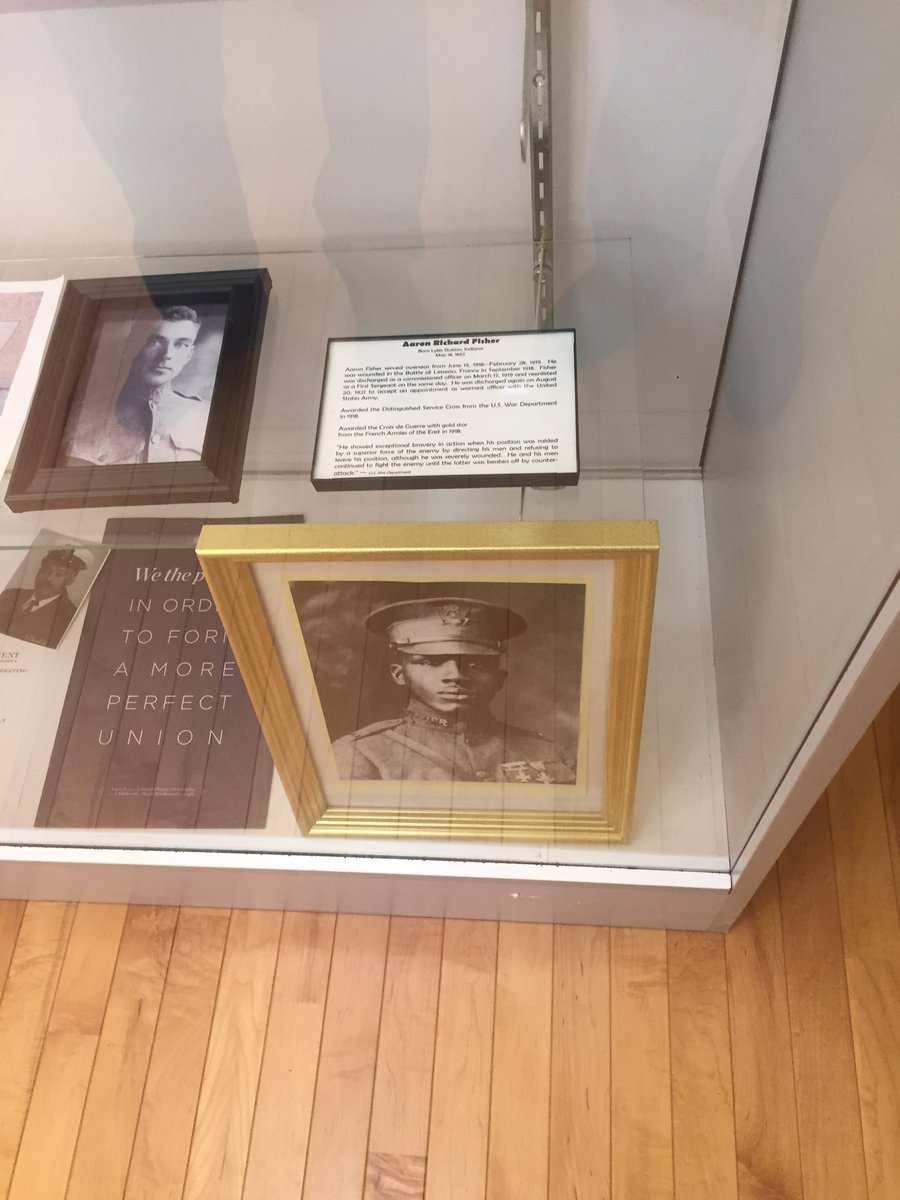 Aaron Richard Fisher
Born Lyles Station, Indiana
May 14, 1892
Aaron Fisher served overseas from June 15, 1918—February 28, 1919. He
was wounded in the Battle at Lesseau, France in September 1918. Fisher
was discharged as a commissioned officer on March 17, 1919 and reenlisted
as a First Sergeant on the same day. He was discharged again on August
20, 1921 to accept an appointment as warrant officer with the United
States Army.
Awarded the Distinguished Service Cross from the U.S. War Department
in 1918.
Awarded the Croix de Guerre with gold star
from the French Armies of the East in 1918.
"He showed exceptional bravery in action when his position was raided
by a superior force of the enemy by directing his men and refusing to
leave his position, although he was severely wounded. He and his men
continued to fight the enemy until the latter was beaten off by counter-
attack." — U.S. War Department
We the p
IN ORD
TO FOR
A MORE
PERFECT
UNION